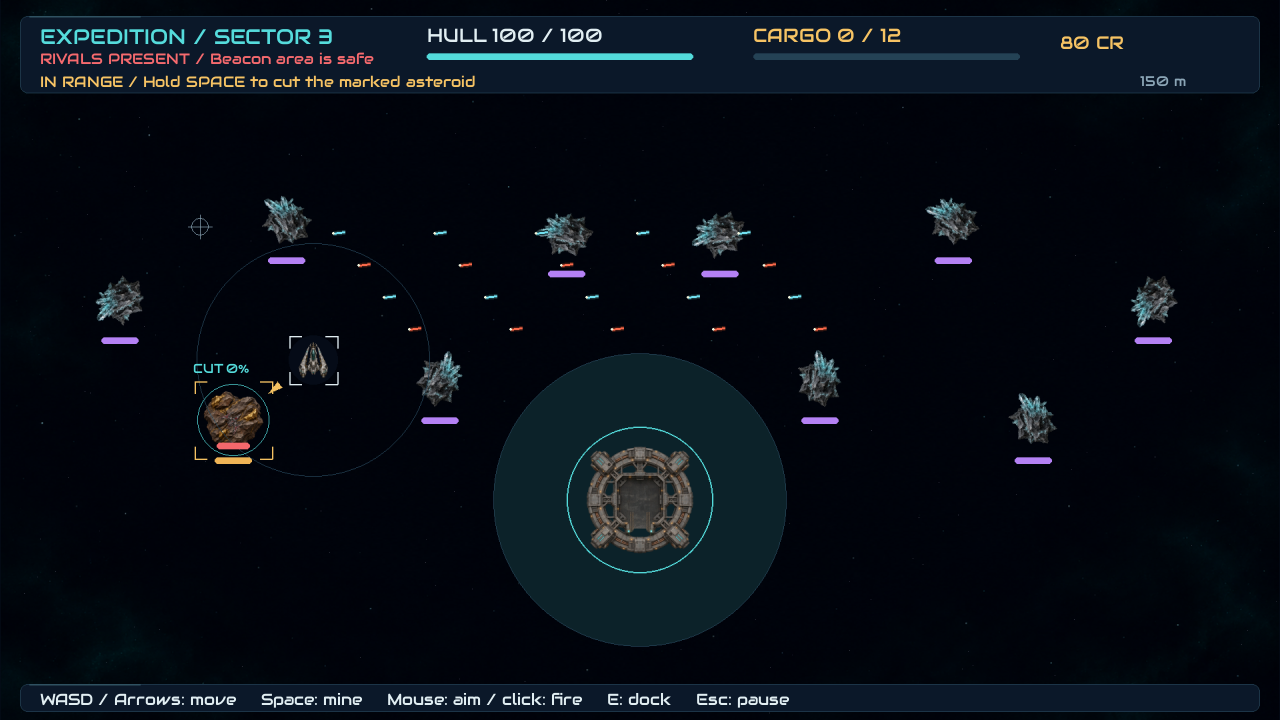 EXPEDITION / SECTOR 3
HULL 100 / 100
CARGO 0 / 12
80 CR
RIVALS PRESENT / Beacon area is safe
IN RANGE / Hold SPACE to cut the marked asteroid
150 m
CUT 0%
WASD / Arrows: move
Space: mine
Mouse: aim / click: fire
E: dock
Esc: pause